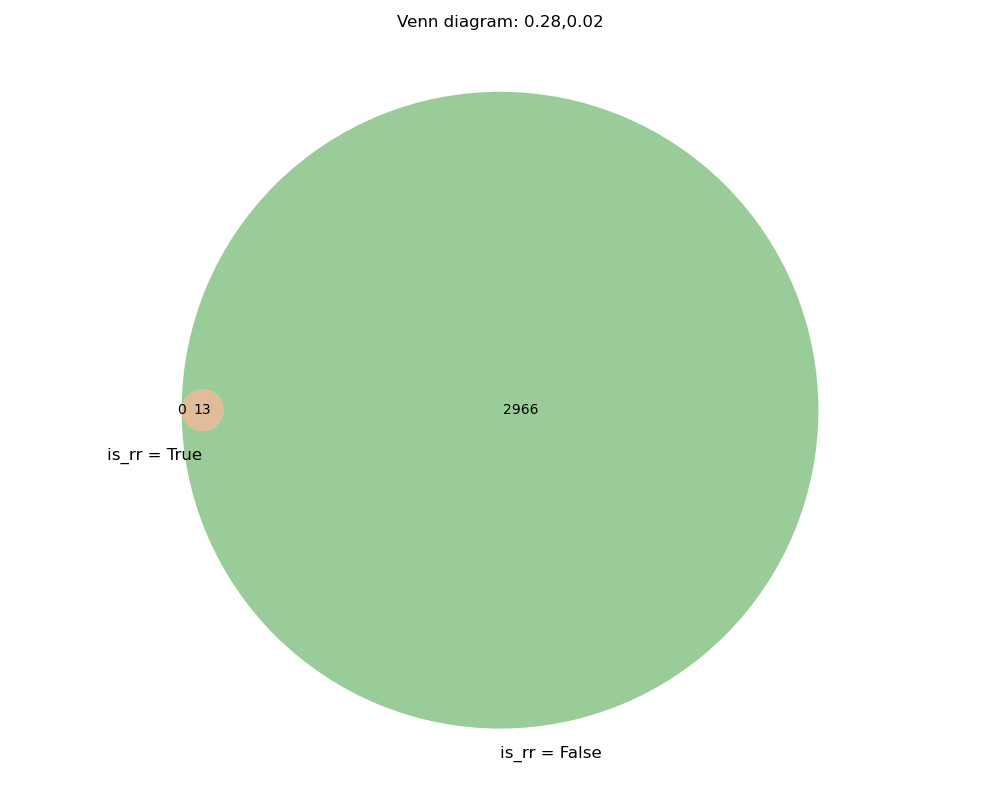 Venn diagram: 0.28,0.02
0 13 2966
is_rr = True
is_rr = False